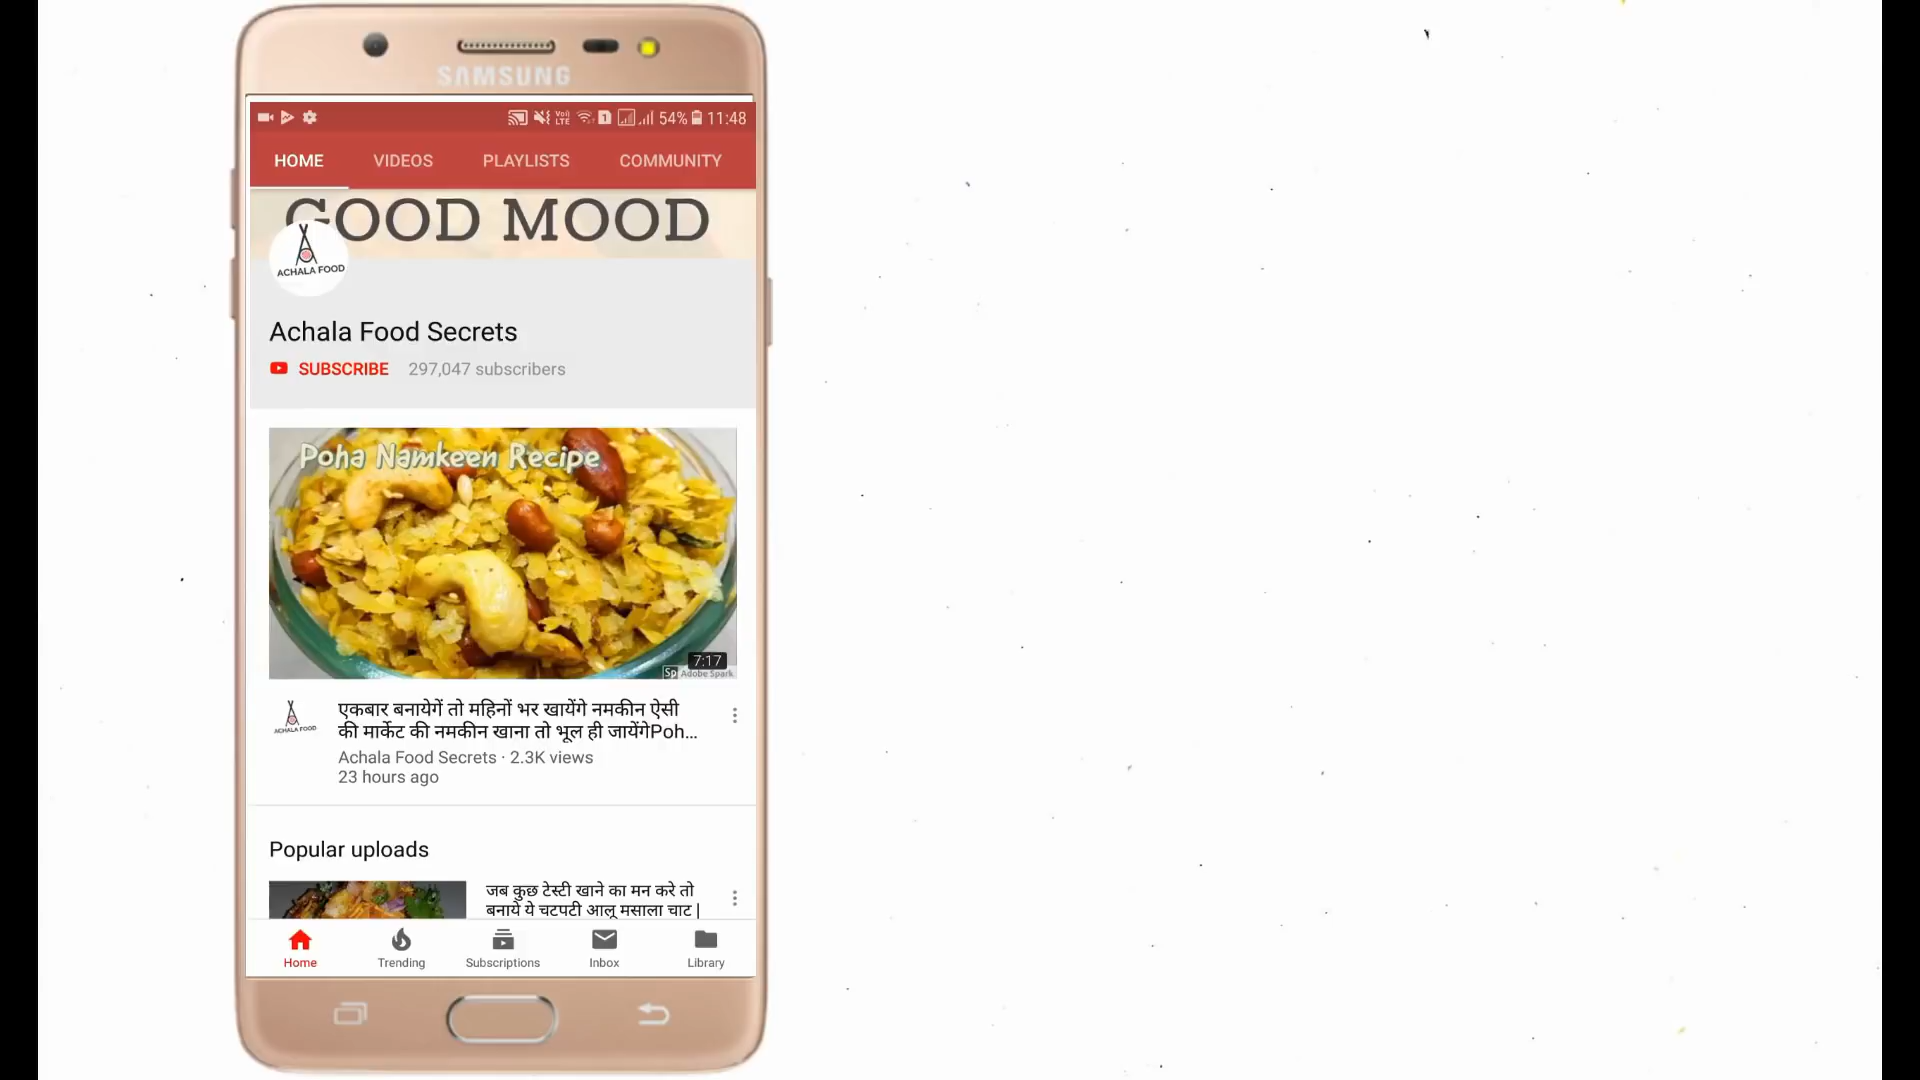 SAMSUNG
54% 11:48
HOME VIDEOS PLAYLISTS COMMUNITY
GOOD MOOD
ACHALA FOOD
Achala Food Secrets
SUBSCRIBE 297,047 subscribers
Poha Namkeen Recipe
7:17
Sp Adobe Spark
ACHALA FOOD
एकबार बनायेगें तो महिनों भर खायेंगे नमकीन ऐसी
की मार्केट की नमकीन खाना तो भूल ही जायेंगेPoh...
Achala Food Secrets · 2.3K views
23 hours ago
Popular uploads
जब कुछ टेस्टी खाने का मन करे तो
बनाये ये चटपटी आलू मसाला चाट |
Home Trending Subscriptions Inbox Library